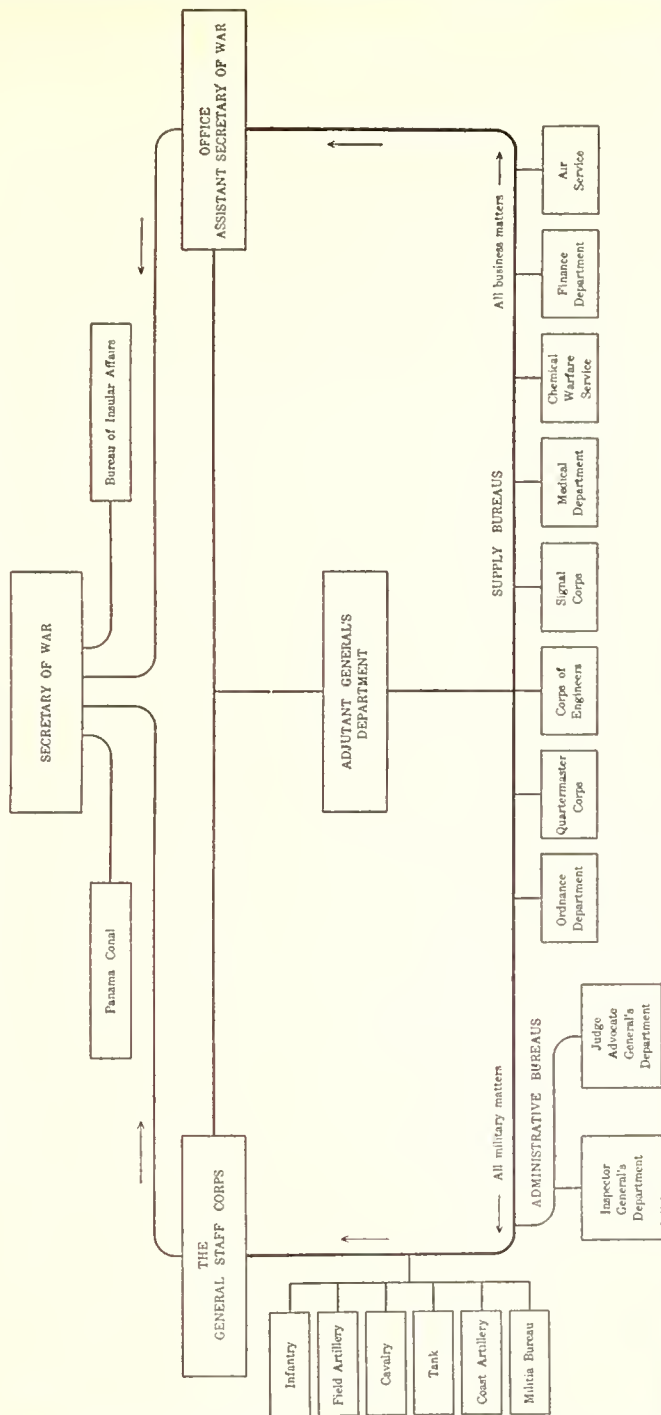 SECRETARY OF WAR
Panama Conal
Bureau of Insular Affairs
THE
GENERAL STAFF CORPS
OFFICE
ASSISTANT SECRETARY OF WAR
ADJUTANT GENERAL'S
DEPARTMENT
Infantry
Field Artillery
Cavalry
Tank
Coast Artillery
Militia Bureau
All military matters
All business matters
ADMINISTRATIVE BUREAUS
SUPPLY BUREAUS
Inspector
General's
Department
Judge
Advocate
General's
Department
Ordnance
Department
Quartermaster
Corps
Corps of
Engineers
Signal
Corps
Medical
Department
Chemical
Warfare
Service
Finance
Department
Air
Service